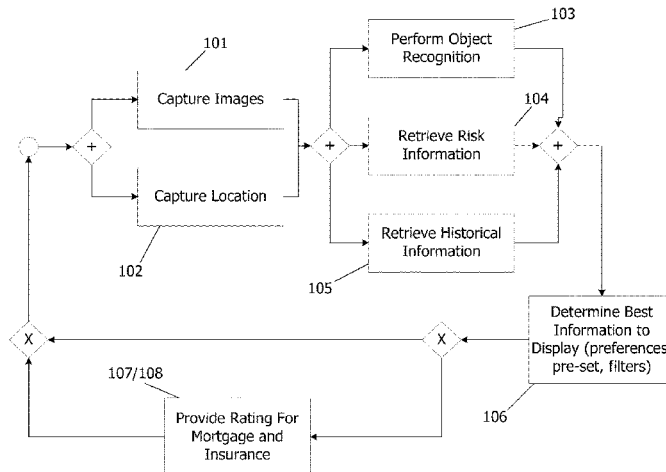 101
Capture Images
Capture Location
102
103
Perform Object
Recognition
104
Retrieve Risk
Information
Retrieve Historical
Information
105
+
+
+
Determine Best
Information to
Display (preferences
pre-set, filters)
106
X
X
107/108
Provide Rating For
Mortgage and
Insurance